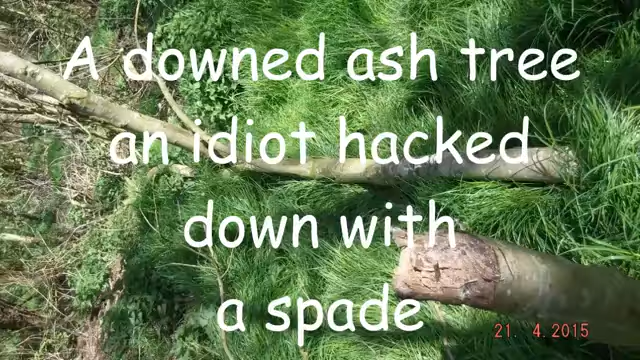 A downed ash tree
an idiot hacked
down with
a spade
21. 4.2015